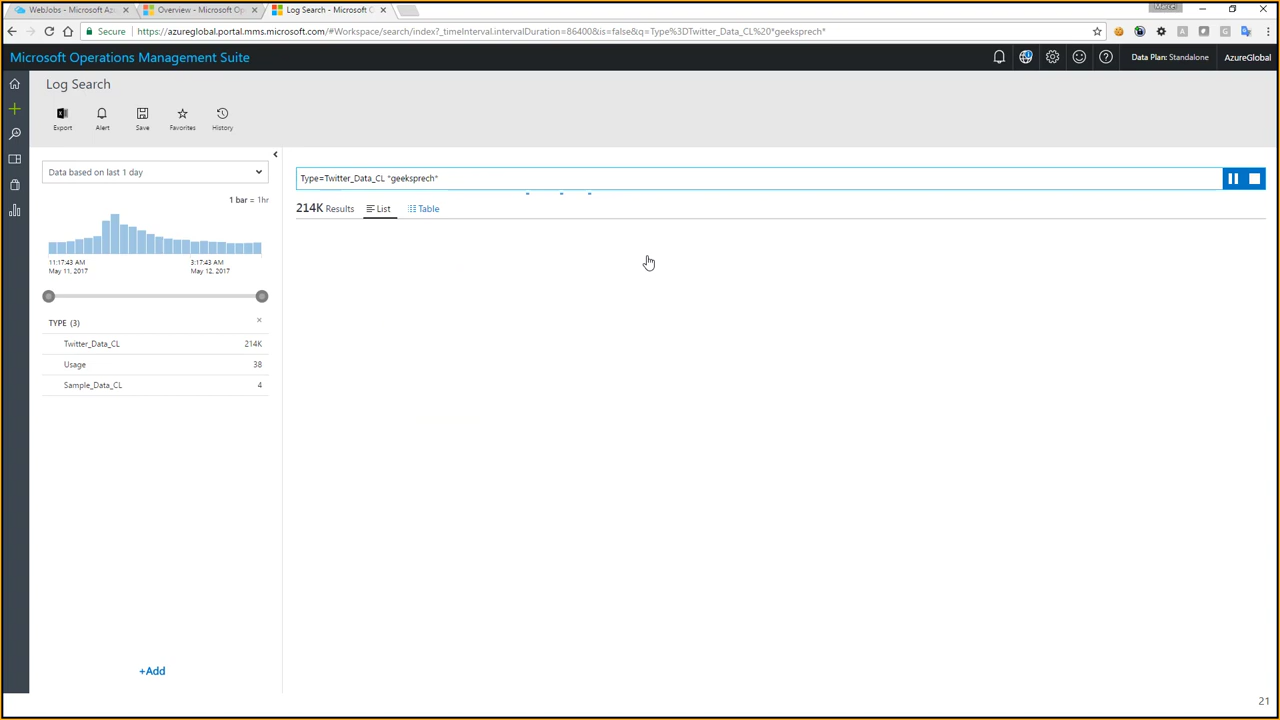 Marcel
WebJobs - Microsoft Az
Overview - Microsoft Op
Log Search - Microsoft O
Secure
https://azureglobal.portal.mms.microsoft.com/#Workspace/search/index?_timeInterval.intervalDuration=86400&is=false&q=Type%3DTwitter_Data_CL%20*geeksprech*
Microsoft Operations Management Suite
Data Plan: Standalone
AzureGlobal
Log Search
Export
Alert
Save
Favorites
History
Data based on last 1 day
1 bar = 1hr
11:17:43 AM
May 11, 2017
3:17:43 AM
May 12, 2017
TYPE (3)
Twitter_Data_CL 214K
Usage 38
Sample_Data_CL 4
+Add
Type=Twitter_Data_CL *geeksprech*
214K Results
List
Table
21